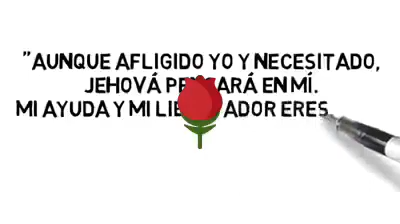 "AUNQUE AFLIGIDO YO Y NECESITADO,
JEHOVÁ EN MÍ.
MI AYUDA Y MI ERES